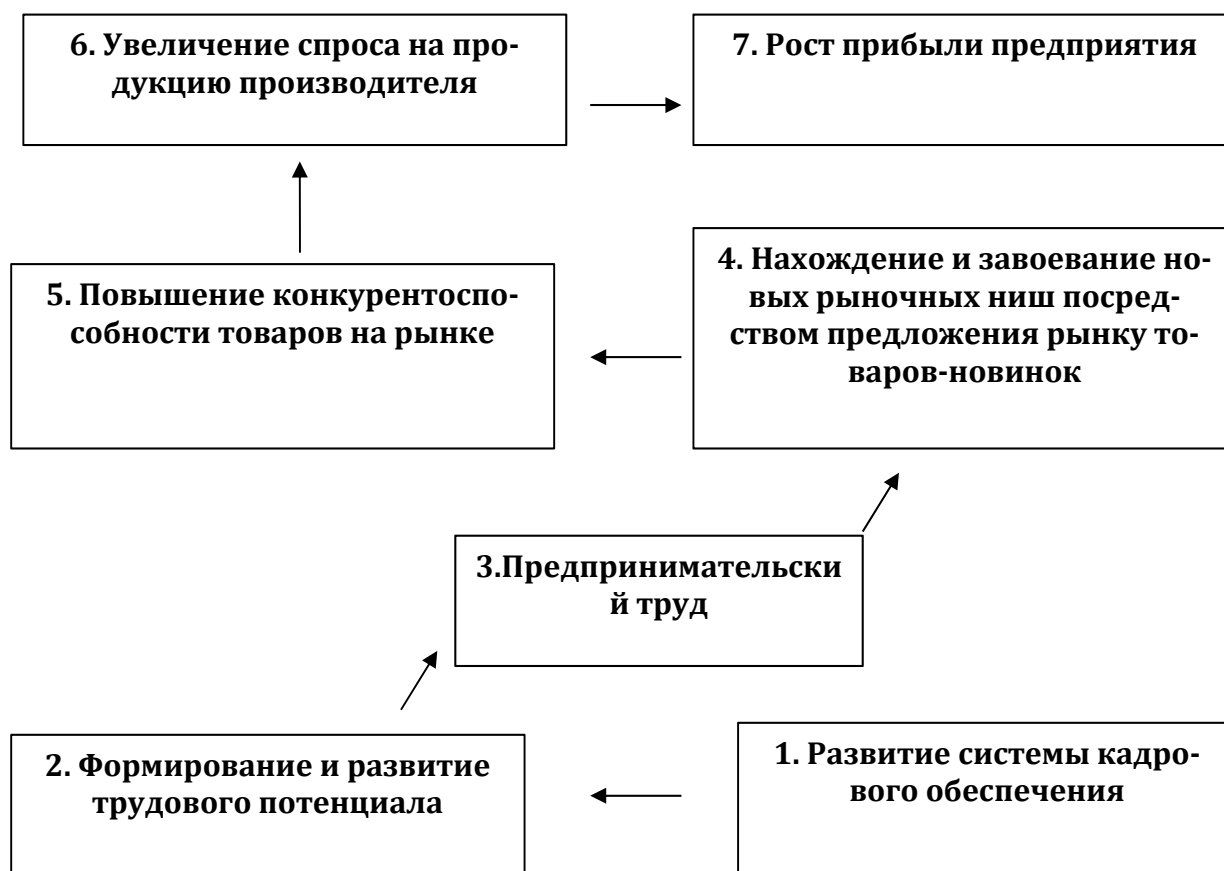 6. Увеличение спроса на про-
дукцию производителя
7. Рост прибыли предприятия
5. Повышение конкурентоспо-
собности товаров на рынке
4. Нахождение и завоевание но-
вых рыночных ниш посред-
ством предложения рынку то-
варов-новинок
3.Предпринимательски
й труд
2. Формирование и развитие
трудового потенциала
1. Развитие системы кадро-
вого обеспечения